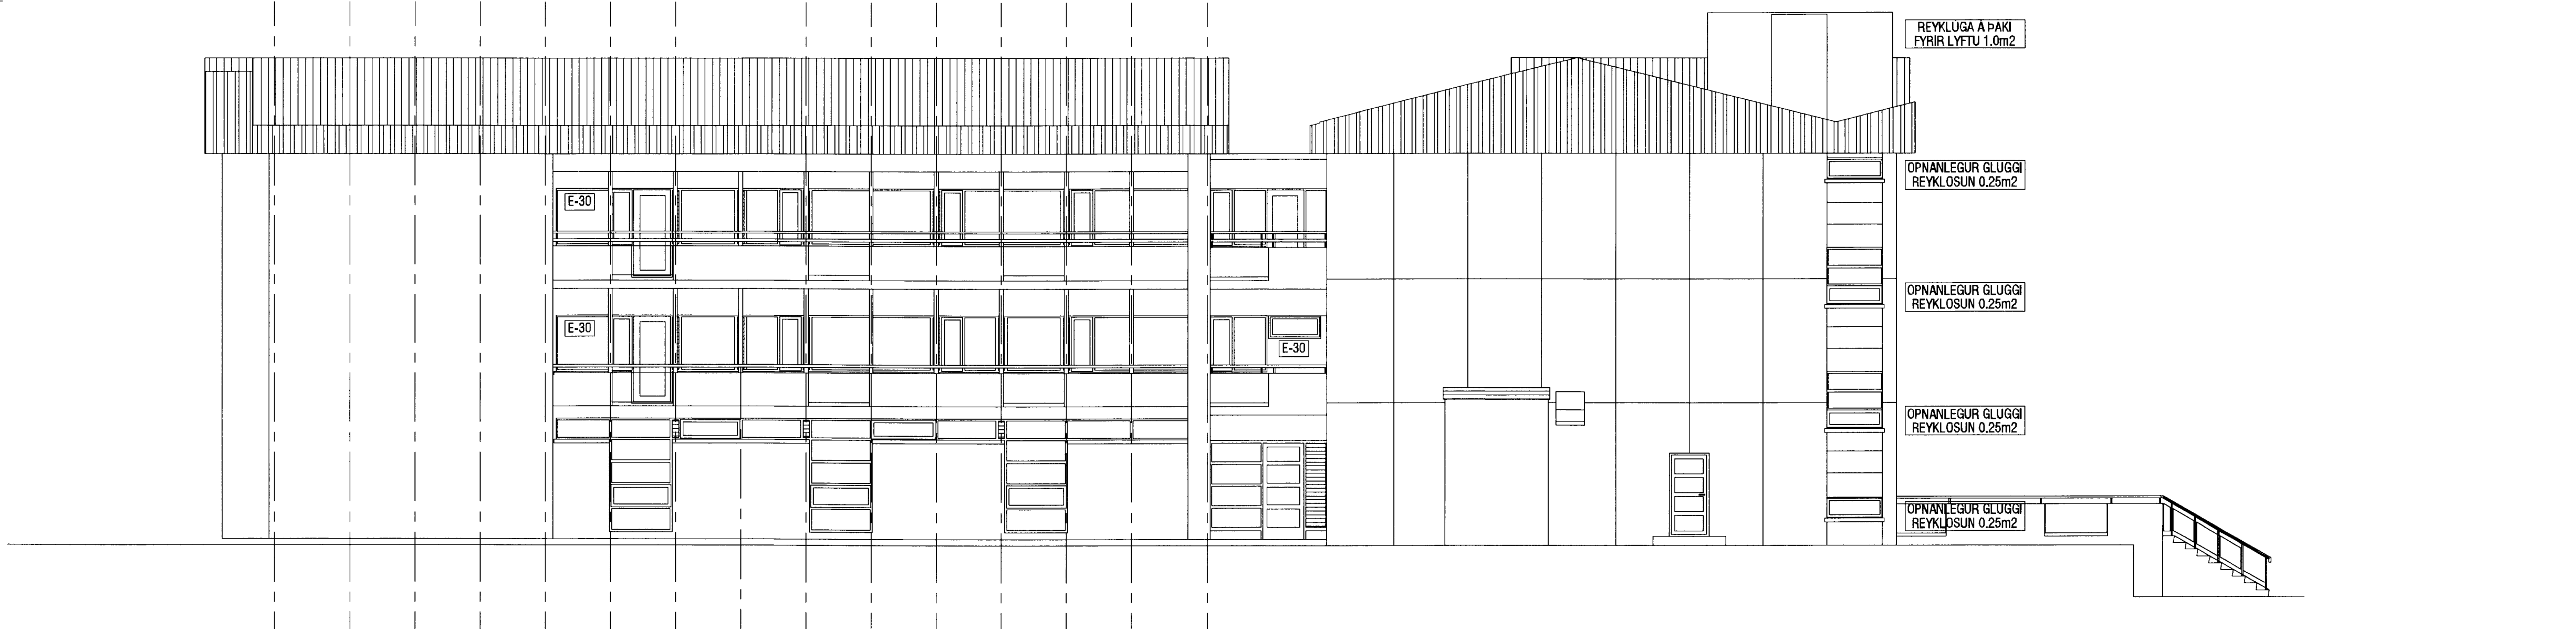 REYKLÚGA Á ÞAKI
FYRIR LYFTU 1.0m2
OPNANLEGUR GLUGGI
REYKLOSUN 0.25m2
E-30
OPNANLEGUR GLUGGI
REYKLOSUN 0.25m2
E-30
E-30
OPNANLEGUR GLUGGI
REYKLOSUN 0.25m2
OPNANLEGUR GLUGGI
REYKLOSUN 0.25m2